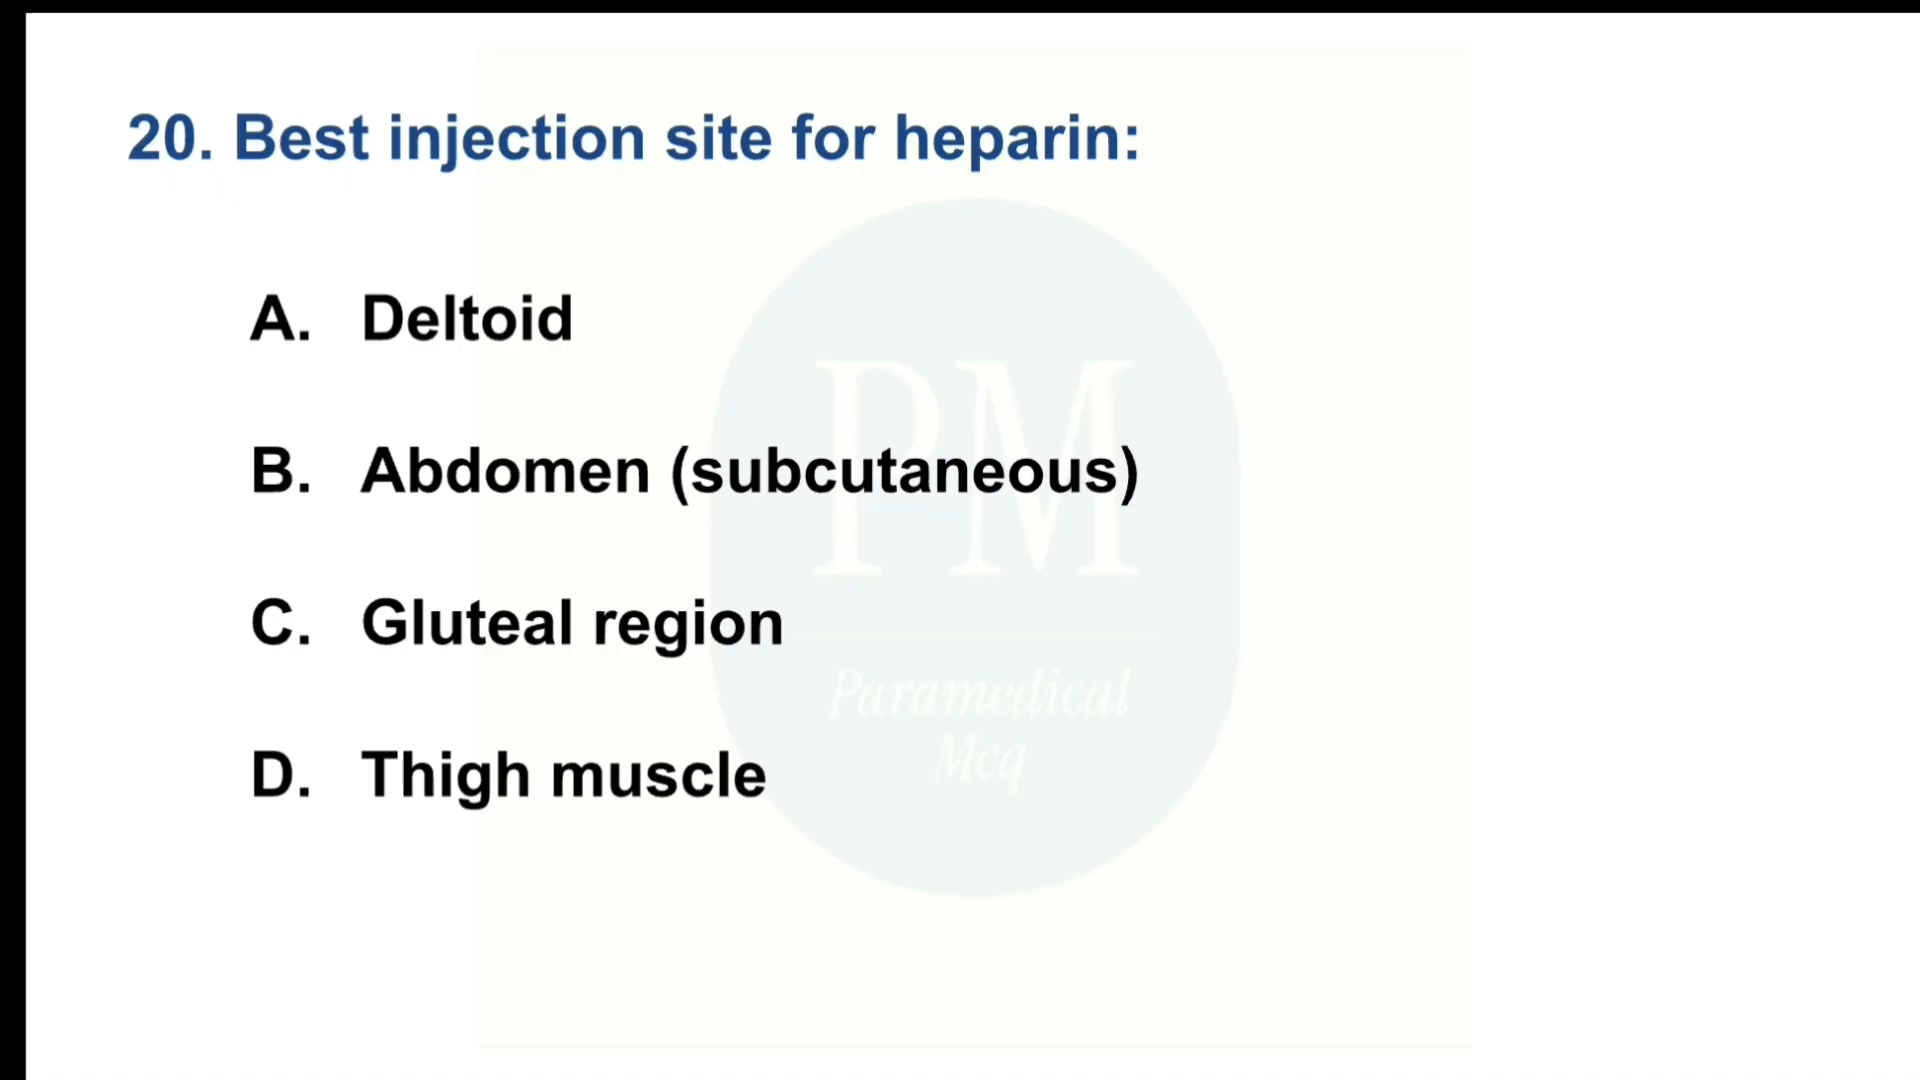 20. Best injection site for heparin:
A. Deltoid
B. Abdomen (subcutaneous)
C. Gluteal region
D. Thigh muscle
PM
Paramedical
Mcq